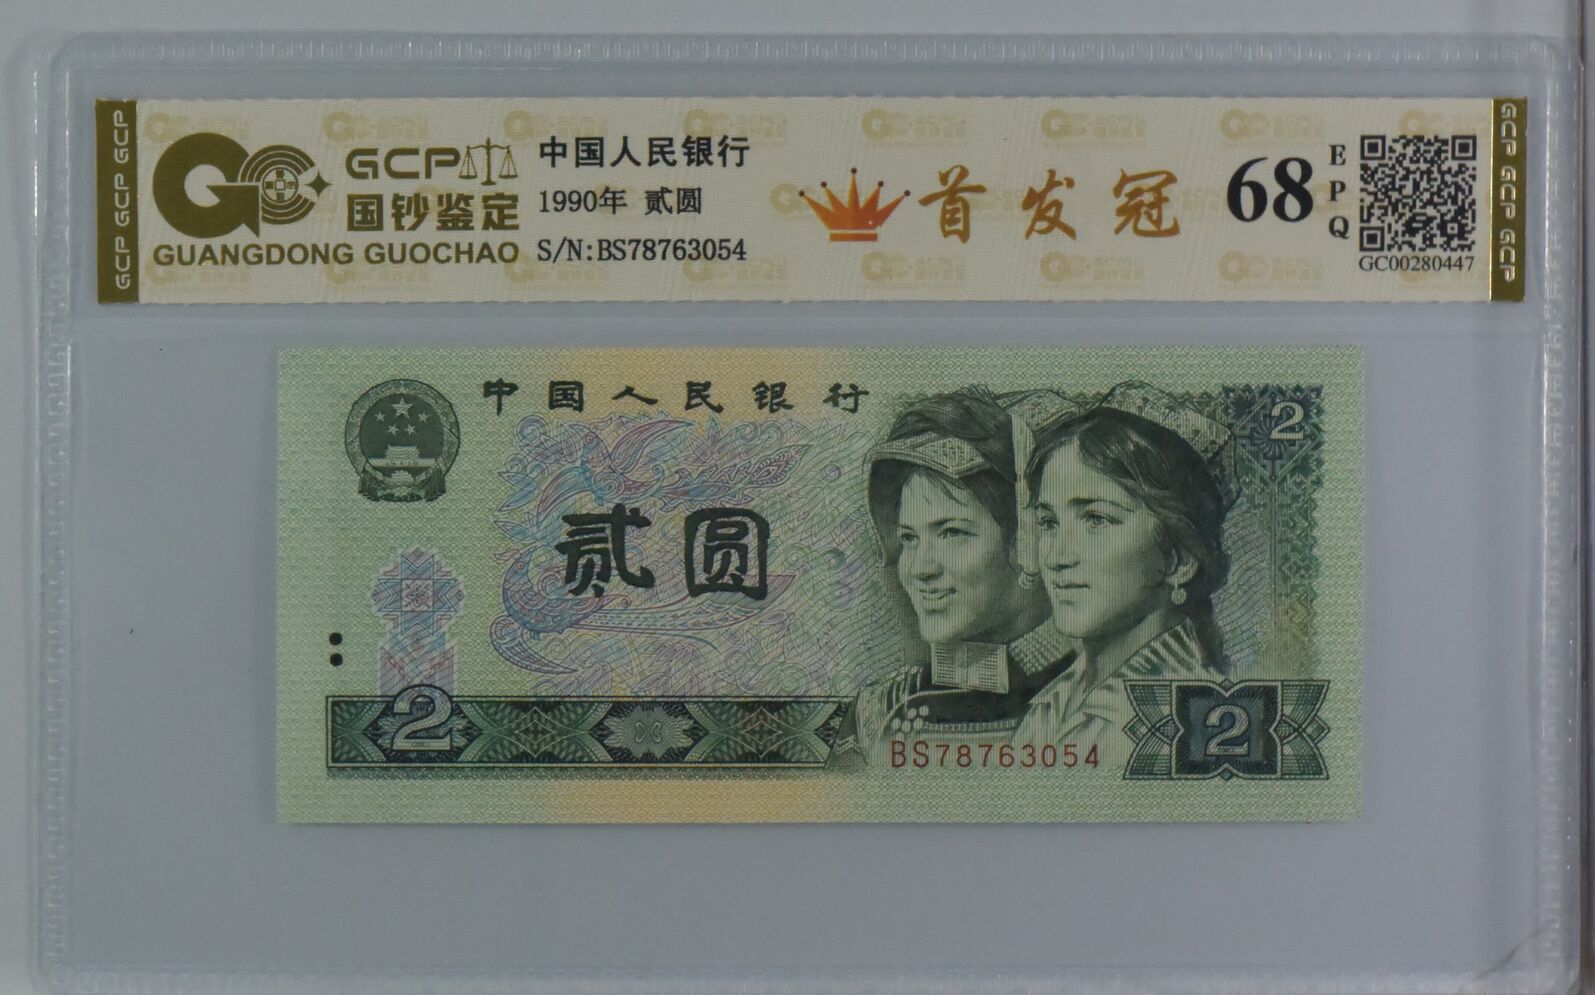 GCP GCP GCP
GCP
国钞鉴定
GUANGDONG GUOCHAO
中国人民银行
1990年 贰圆
S/N:BS78763054
首发冠
68
EPQ
GC00280447
GCP GCP GCP
中国人民银行
2
贰圆
2
BS78763054
2